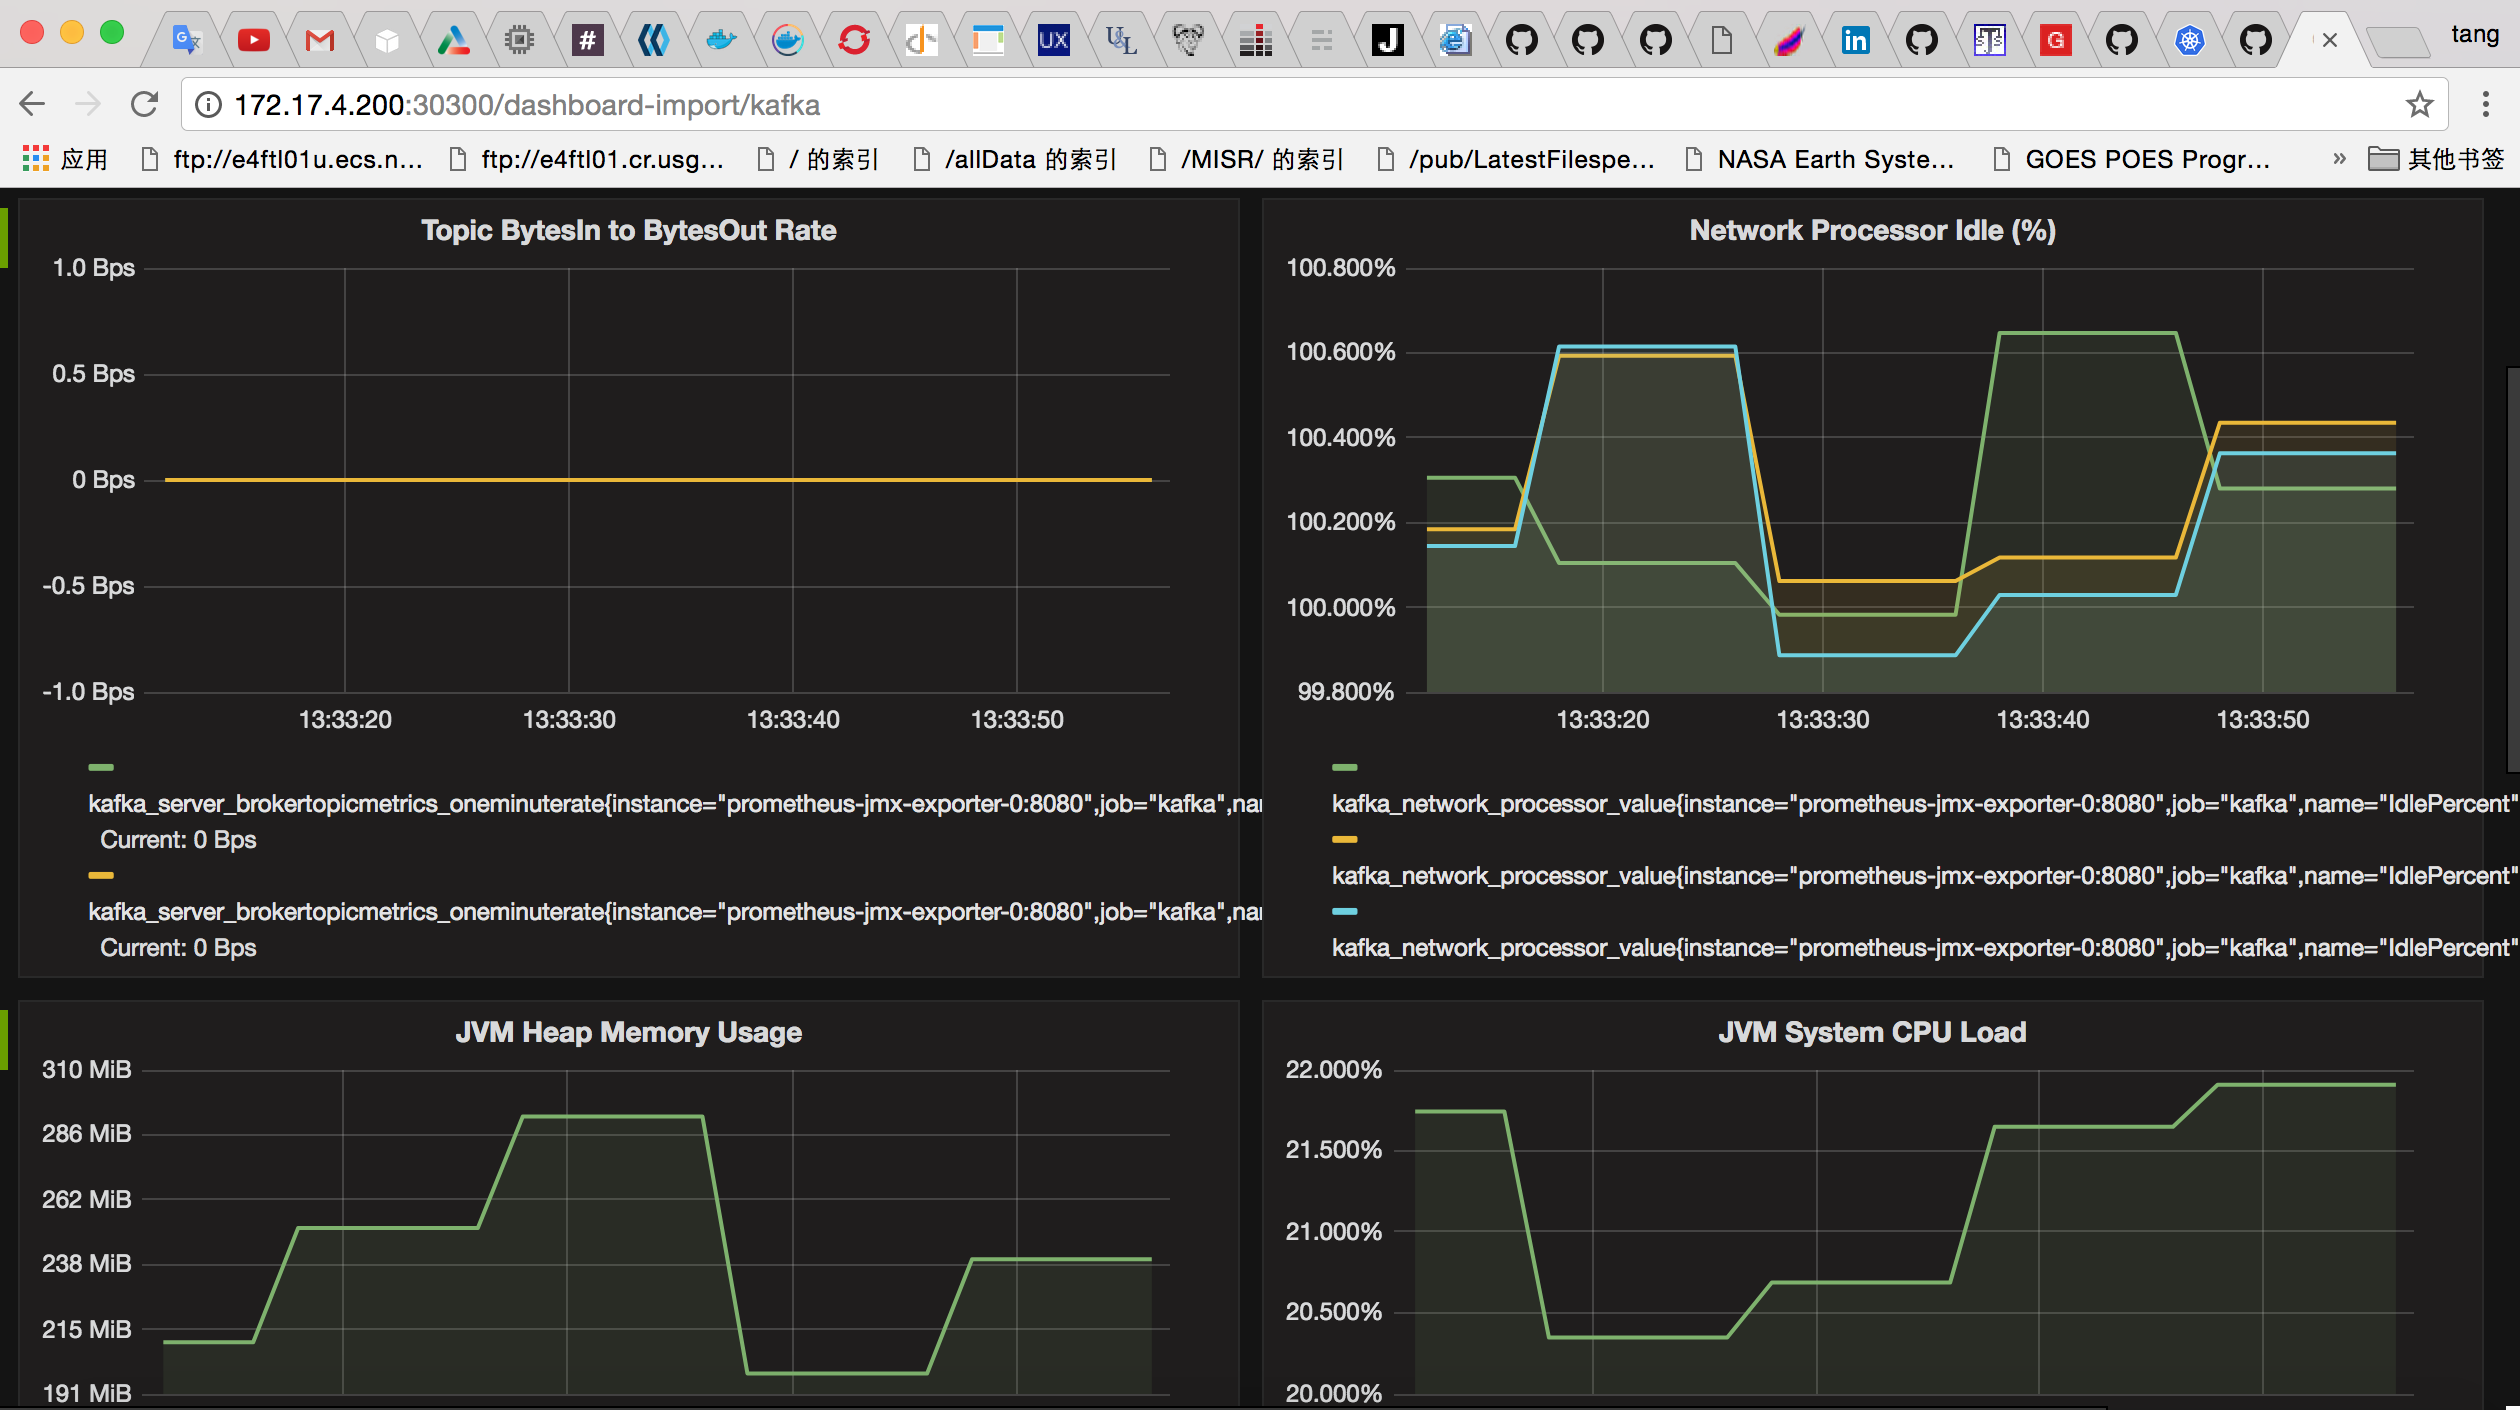 tang
172.17.4.200:30300/dashboard-import/kafka
应用 ftp://e4ftl01u.ecs.n... ftp://e4ftl01.cr.usg... / 的索引 /allData 的索引 /MISR/ 的索引 /pub/LatestFilespe... NASA Earth Syste... GOES POES Progr... » 其他书签
Topic BytesIn to BytesOut Rate
1.0 Bps
0.5 Bps
0 Bps
-0.5 Bps
-1.0 Bps
13:33:20 13:33:30 13:33:40 13:33:50
kafka_server_brokertopicmetrics_oneminuterate{instance="prometheus-jmx-exporter-0:8080",job="kafka",nar
Current: 0 Bps
kafka_server_brokertopicmetrics_oneminuterate{instance="prometheus-jmx-exporter-0:8080",job="kafka",nar
Current: 0 Bps
Network Processor Idle (%)
100.800%
100.600%
100.400%
100.200%
100.000%
99.800%
13:33:20 13:33:30 13:33:40 13:33:50
kafka_network_processor_value{instance="prometheus-jmx-exporter-0:8080",job="kafka",name="IdlePercent"
kafka_network_processor_value{instance="prometheus-jmx-exporter-0:8080",job="kafka",name="IdlePercent"
kafka_network_processor_value{instance="prometheus-jmx-exporter-0:8080",job="kafka",name="IdlePercent"
JVM Heap Memory Usage
310 MiB
286 MiB
262 MiB
238 MiB
215 MiB
191 MiB
JVM System CPU Load
22.000%
21.500%
21.000%
20.500%
20.000%